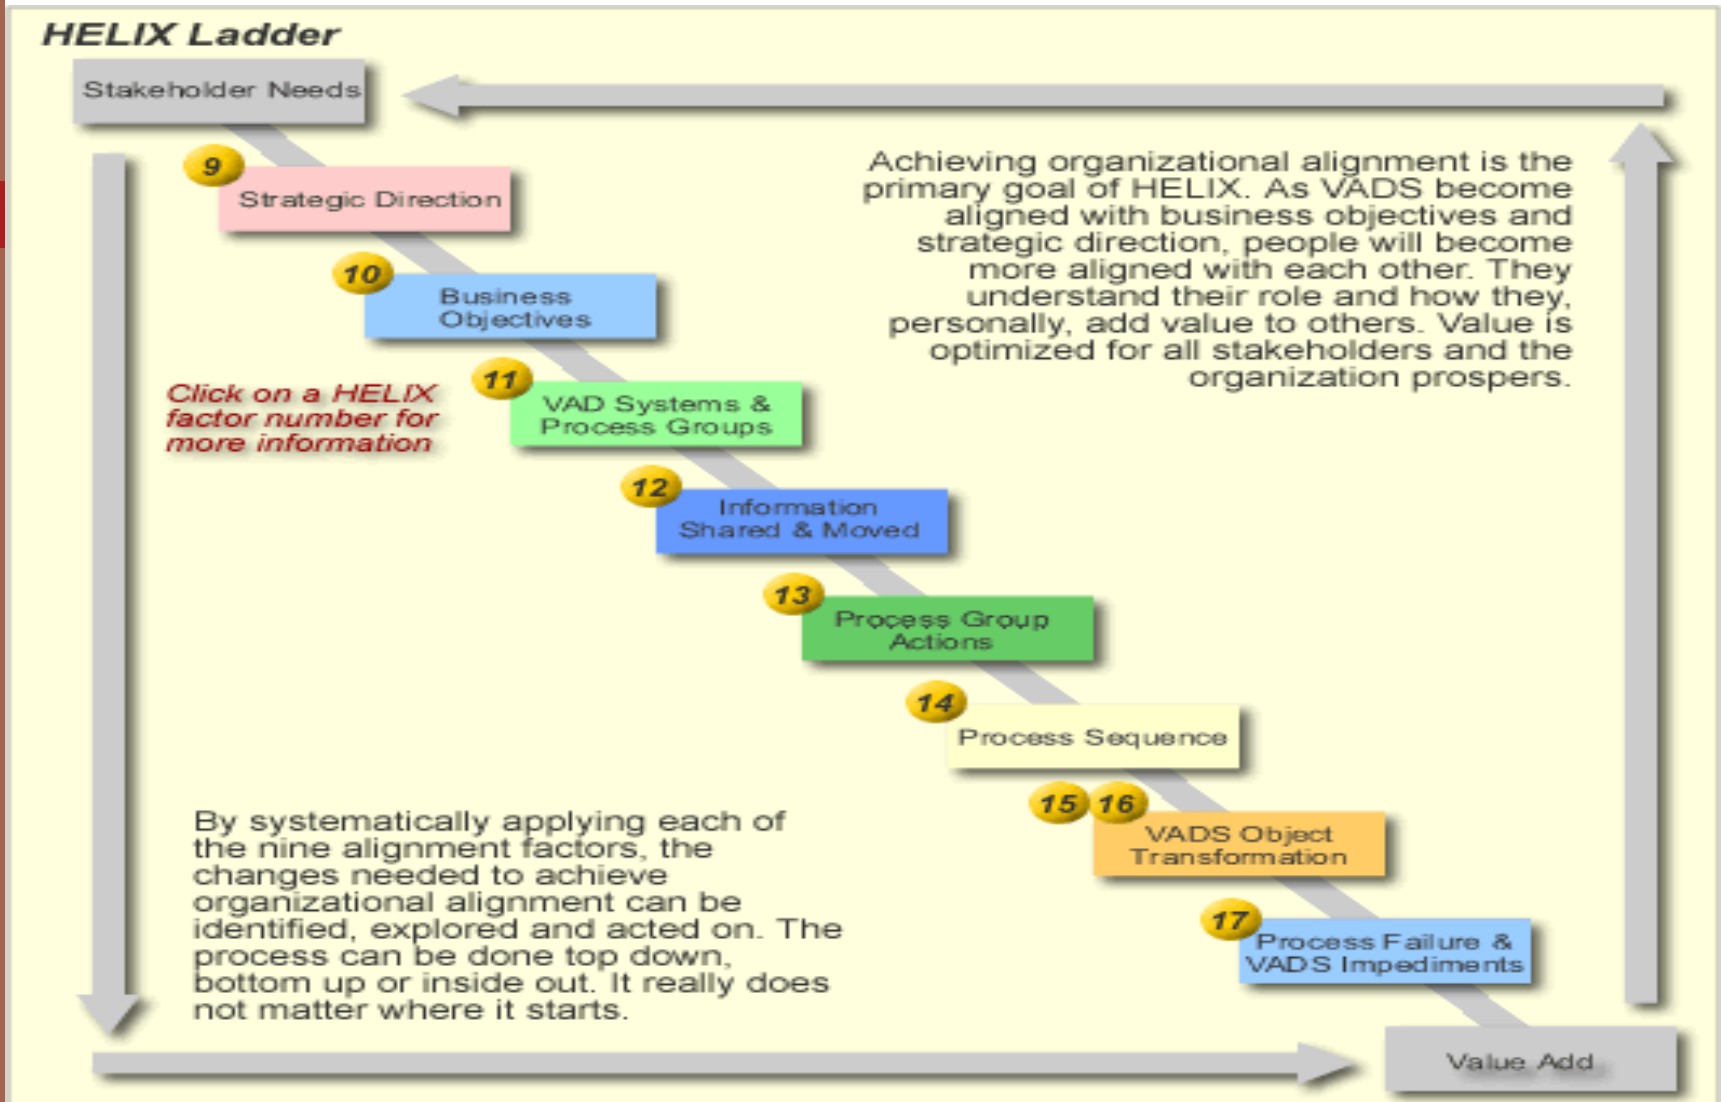 HELIX Ladder
Stakeholder Needs
9
Strategic Direction
Achieving organizational alignment is the
primary goal of HELIX. As VADS become
aligned with business objectives and
strategic direction, people will become
more aligned with each other. They
understand their role and how they,
personally, add value to others. Value is
optimized for all stakeholders and the
organization prospers.
10
Business
Objectives
Click on a HELIX
factor number for
more information
11
VAD Systems &
Process Groups
12
Information
Shared & Moved
13
Process Group
Actions
14
Process Sequence
15 16
VADS Object
Transformation
By systematically applying each of
the nine alignment factors, the
changes needed to achieve
organizational alignment can be
identified, explored and acted on. The
process can be done top down,
bottom up or inside out. It really does
not matter where it starts.
17
Process Failure &
VADS Impediments
Value Add